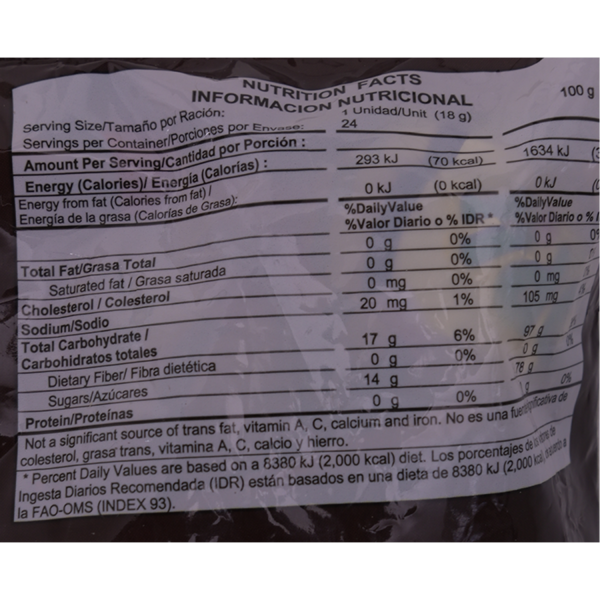 NUTRITION FACTS
INFORMACION NUTRICIONAL
Serving Size/Tamaño por Ración: 1 Unidad/Unit (18 g) 100 g
Servings per Container/Porciones por Envase: 24
Amount Per Serving/Cantidad por Porción :
Energy (Calories)/ Energía (Calorías) : 293 kJ (70 kcal) 1634 kJ
Energy from fat (Calories from fat) / 0 kJ (0 kcal) 0 kJ
Energía de la grasa (Calorías de Grasa):
%DailyValue %DailyValue
%Valor Diario o % IDR * %Valor Diario o %
Total Fat/Grasa Total 0 g 0% 0 g
Saturated fat / Grasa saturada 0 g 0% 0 g
Cholesterol / Colesterol 0 mg 0% 0 mg
Sodium/Sodio 20 mg 1% 105 mg
Total Carbohydrate /
Carbohidratos totales 17 g 6% 97 g
Dietary Fiber/ Fibra dietética 0 g 0% 0 g
Sugars/Azúcares 14 g 78 g
Protein/Proteínas 0 g 0% 0%
Not a significant source of trans fat, vitamin A, C, calcium and iron. No es una
colesterol, grasa trans, vitamina A, C, calcio y hierro.
* Percent Daily Values are based on a 8380 kJ (2,000 kcal) diet. Los porcentajes de
Ingesta Diarios Recomendada (IDR) están basados en una dieta de 8380 kJ (2,000
la FAO-OMS (INDEX 93).